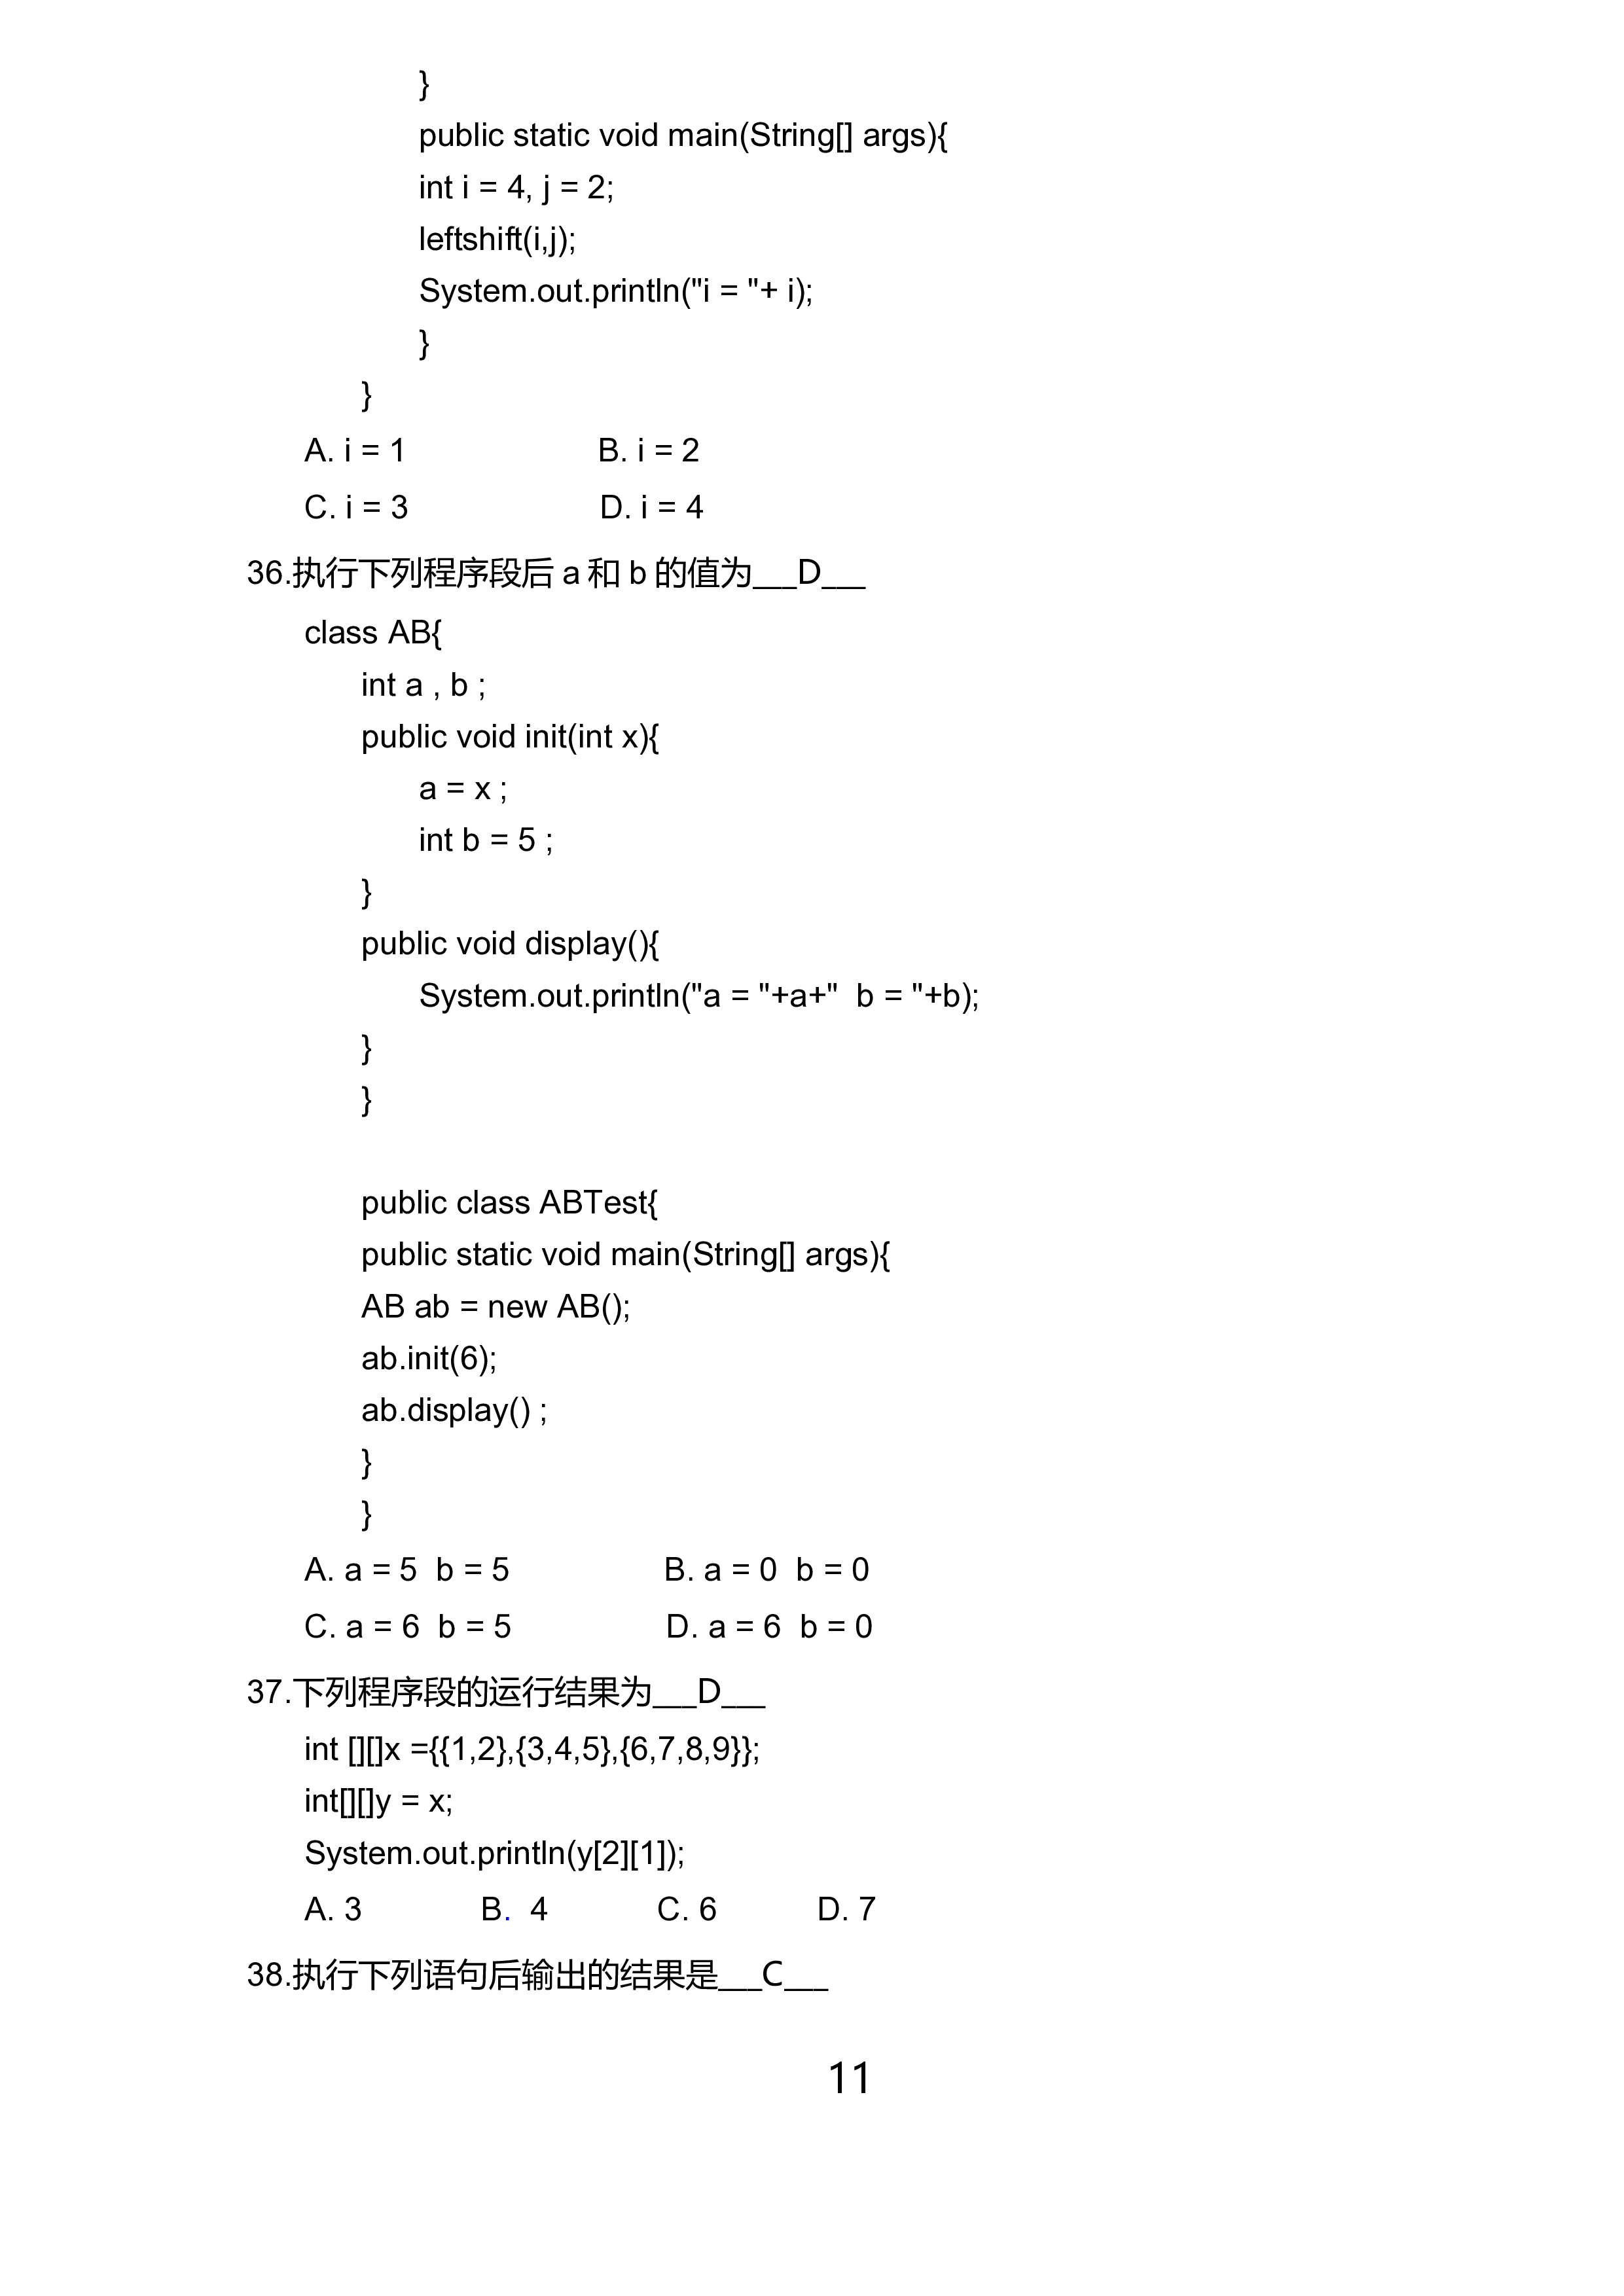 }
public static void main(String[] args){
int i = 4, j = 2;
leftshift(i,j);
System.out.println("i = "+ i);
}
}
A. i = 1 B. i = 2
C. i = 3 D. i = 4
36.执行下列程序段后 a 和 b 的值为___D___
class AB{
int a , b ;
public void init(int x){
a = x ;
int b = 5 ;
}
public void display(){
System.out.println("a = "+a+"  b = "+b);
}
}
public class ABTest{
public static void main(String[] args){
AB ab = new AB();
ab.init(6);
ab.display() ;
}
}
A. a = 5  b = 5 B. a = 0  b = 0
C. a = 6  b = 5 D. a = 6  b = 0
37.下列程序段的运行结果为___D___
int [][]x ={{1,2},{3,4,5},{6,7,8,9}};
int[][]y = x;
System.out.println(y[2][1]);
A. 3 B.  4 C. 6 D. 7
38.执行下列语句后输出的结果是___C___
11